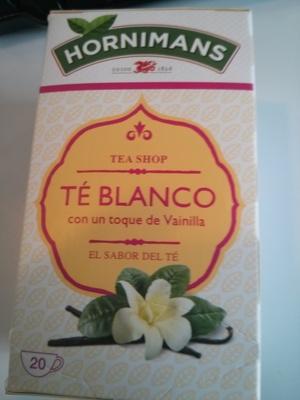 HORNIMANS
DESDE 1826
TEA SHOP
TÉ BLANCO
con un toque de Vainilla
EL SABOR DEL TÉ
20